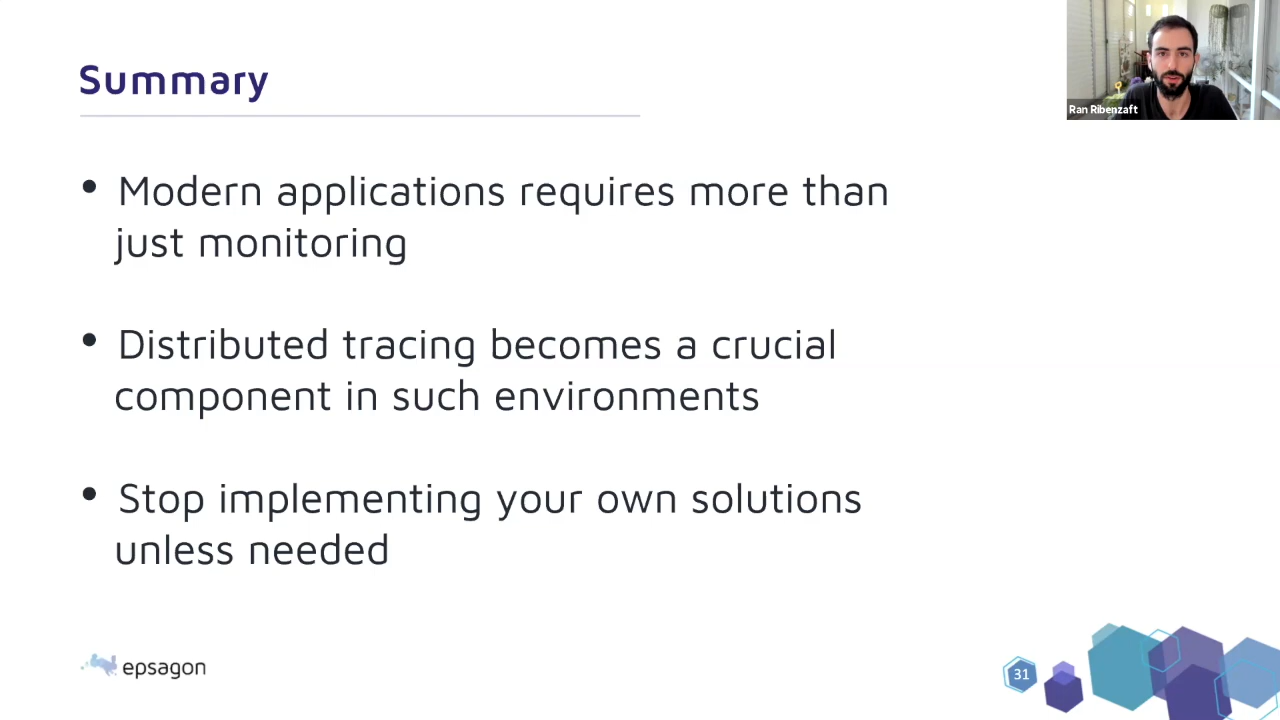 Summary
Ran Ribenzaft
• Modern applications requires more than
just monitoring
• Distributed tracing becomes a crucial
component in such environments
• Stop implementing your own solutions
unless needed
epsagon
31